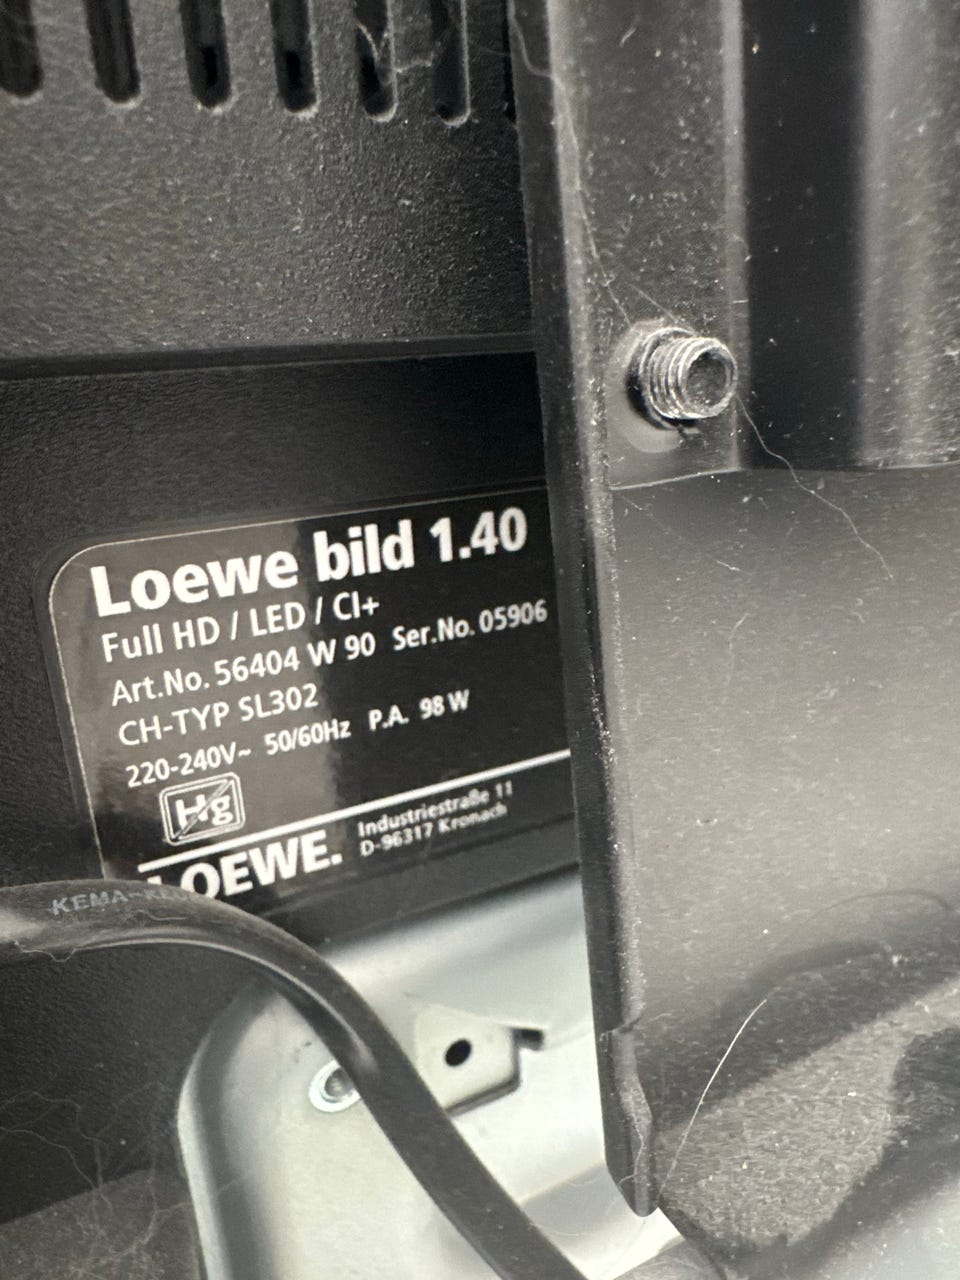 Loewe bild 1.40
Full HD / LED / CI+
Art.No. 56404 W 90 Ser.No. 05906
CH-TYP SL302
220-240V~ 50/60Hz P.A. 98 W
Hg
LOEWE. Industriestraße 11
D-96317 Kronach